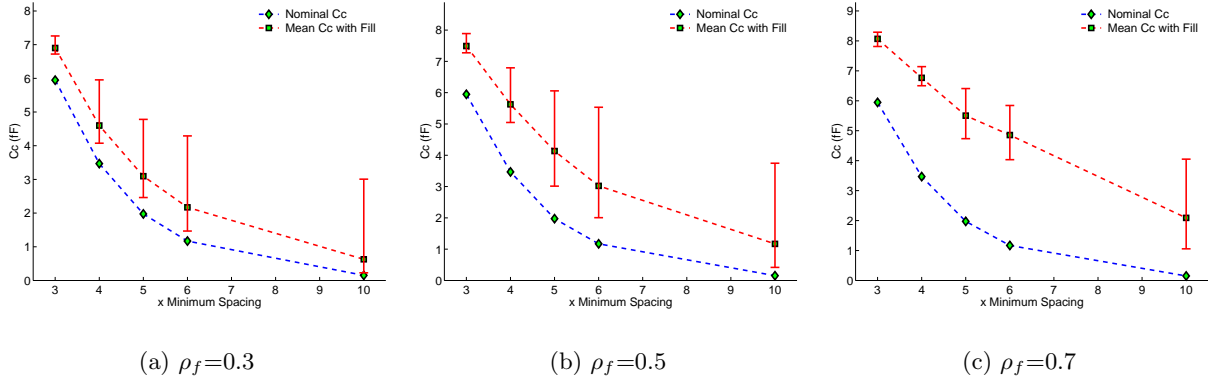 8
7
6
5
4
3
2
1
0
Cc (fF)
3 4 5 6 7 8 9 10
x Minimum Spacing
Nominal Cc
Mean Cc with Fill
(a) ρf=0.3
8
7
6
5
4
3
2
1
0
Cc (fF)
3 4 5 6 7 8 9 10
x Minimum Spacing
Nominal Cc
Mean Cc with Fill
(b) ρf=0.5
9
8
7
6
5
4
3
2
1
0
Cc (fF)
3 4 5 6 7 8 9 10
x Minimum Spacing
Nominal Cc
Mean Cc with Fill
(c) ρf=0.7